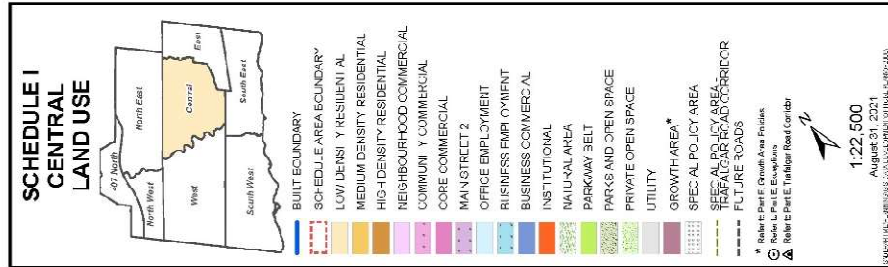 SCHEDULE I
CENTRAL
LAND USE
407 North
North East
North West
East
Central
West
South East
South West
BUILT BOUNDARY
SCHEDULE AREA BOUNDARY
LOW DENSITY RESIDENTIAL
MEDIUM DENSITY RESIDENTIAL
HIGH DENSITY RESIDENTIAL
NEIGHBOURHOOD COMMERCIAL
COMMUNITY COMMERCIAL
CORE COMMERCIAL
MAIN STREET 2
OFFICE EMPLOYMENT
BUSINESS EMPLOYMENT
BUSINESS COMMERCIAL
INSTITUTIONAL
NATURAL AREA
PARKWAY BELT
PARKS AND OPEN SPACE
PRIVATE OPEN SPACE
UTILITY
GROWTH AREA*
SPECIAL POLICY AREA
SPECIAL POLICY AREA -
TRAFALGAR ROAD CORRIDOR
FUTURE ROADS
* Refer to Part E, Growth Area Policies
Refer to Part E, Exceptions
Refer to Part E, Trafalgar Road Corridor
1:22,500
August 31, 2021